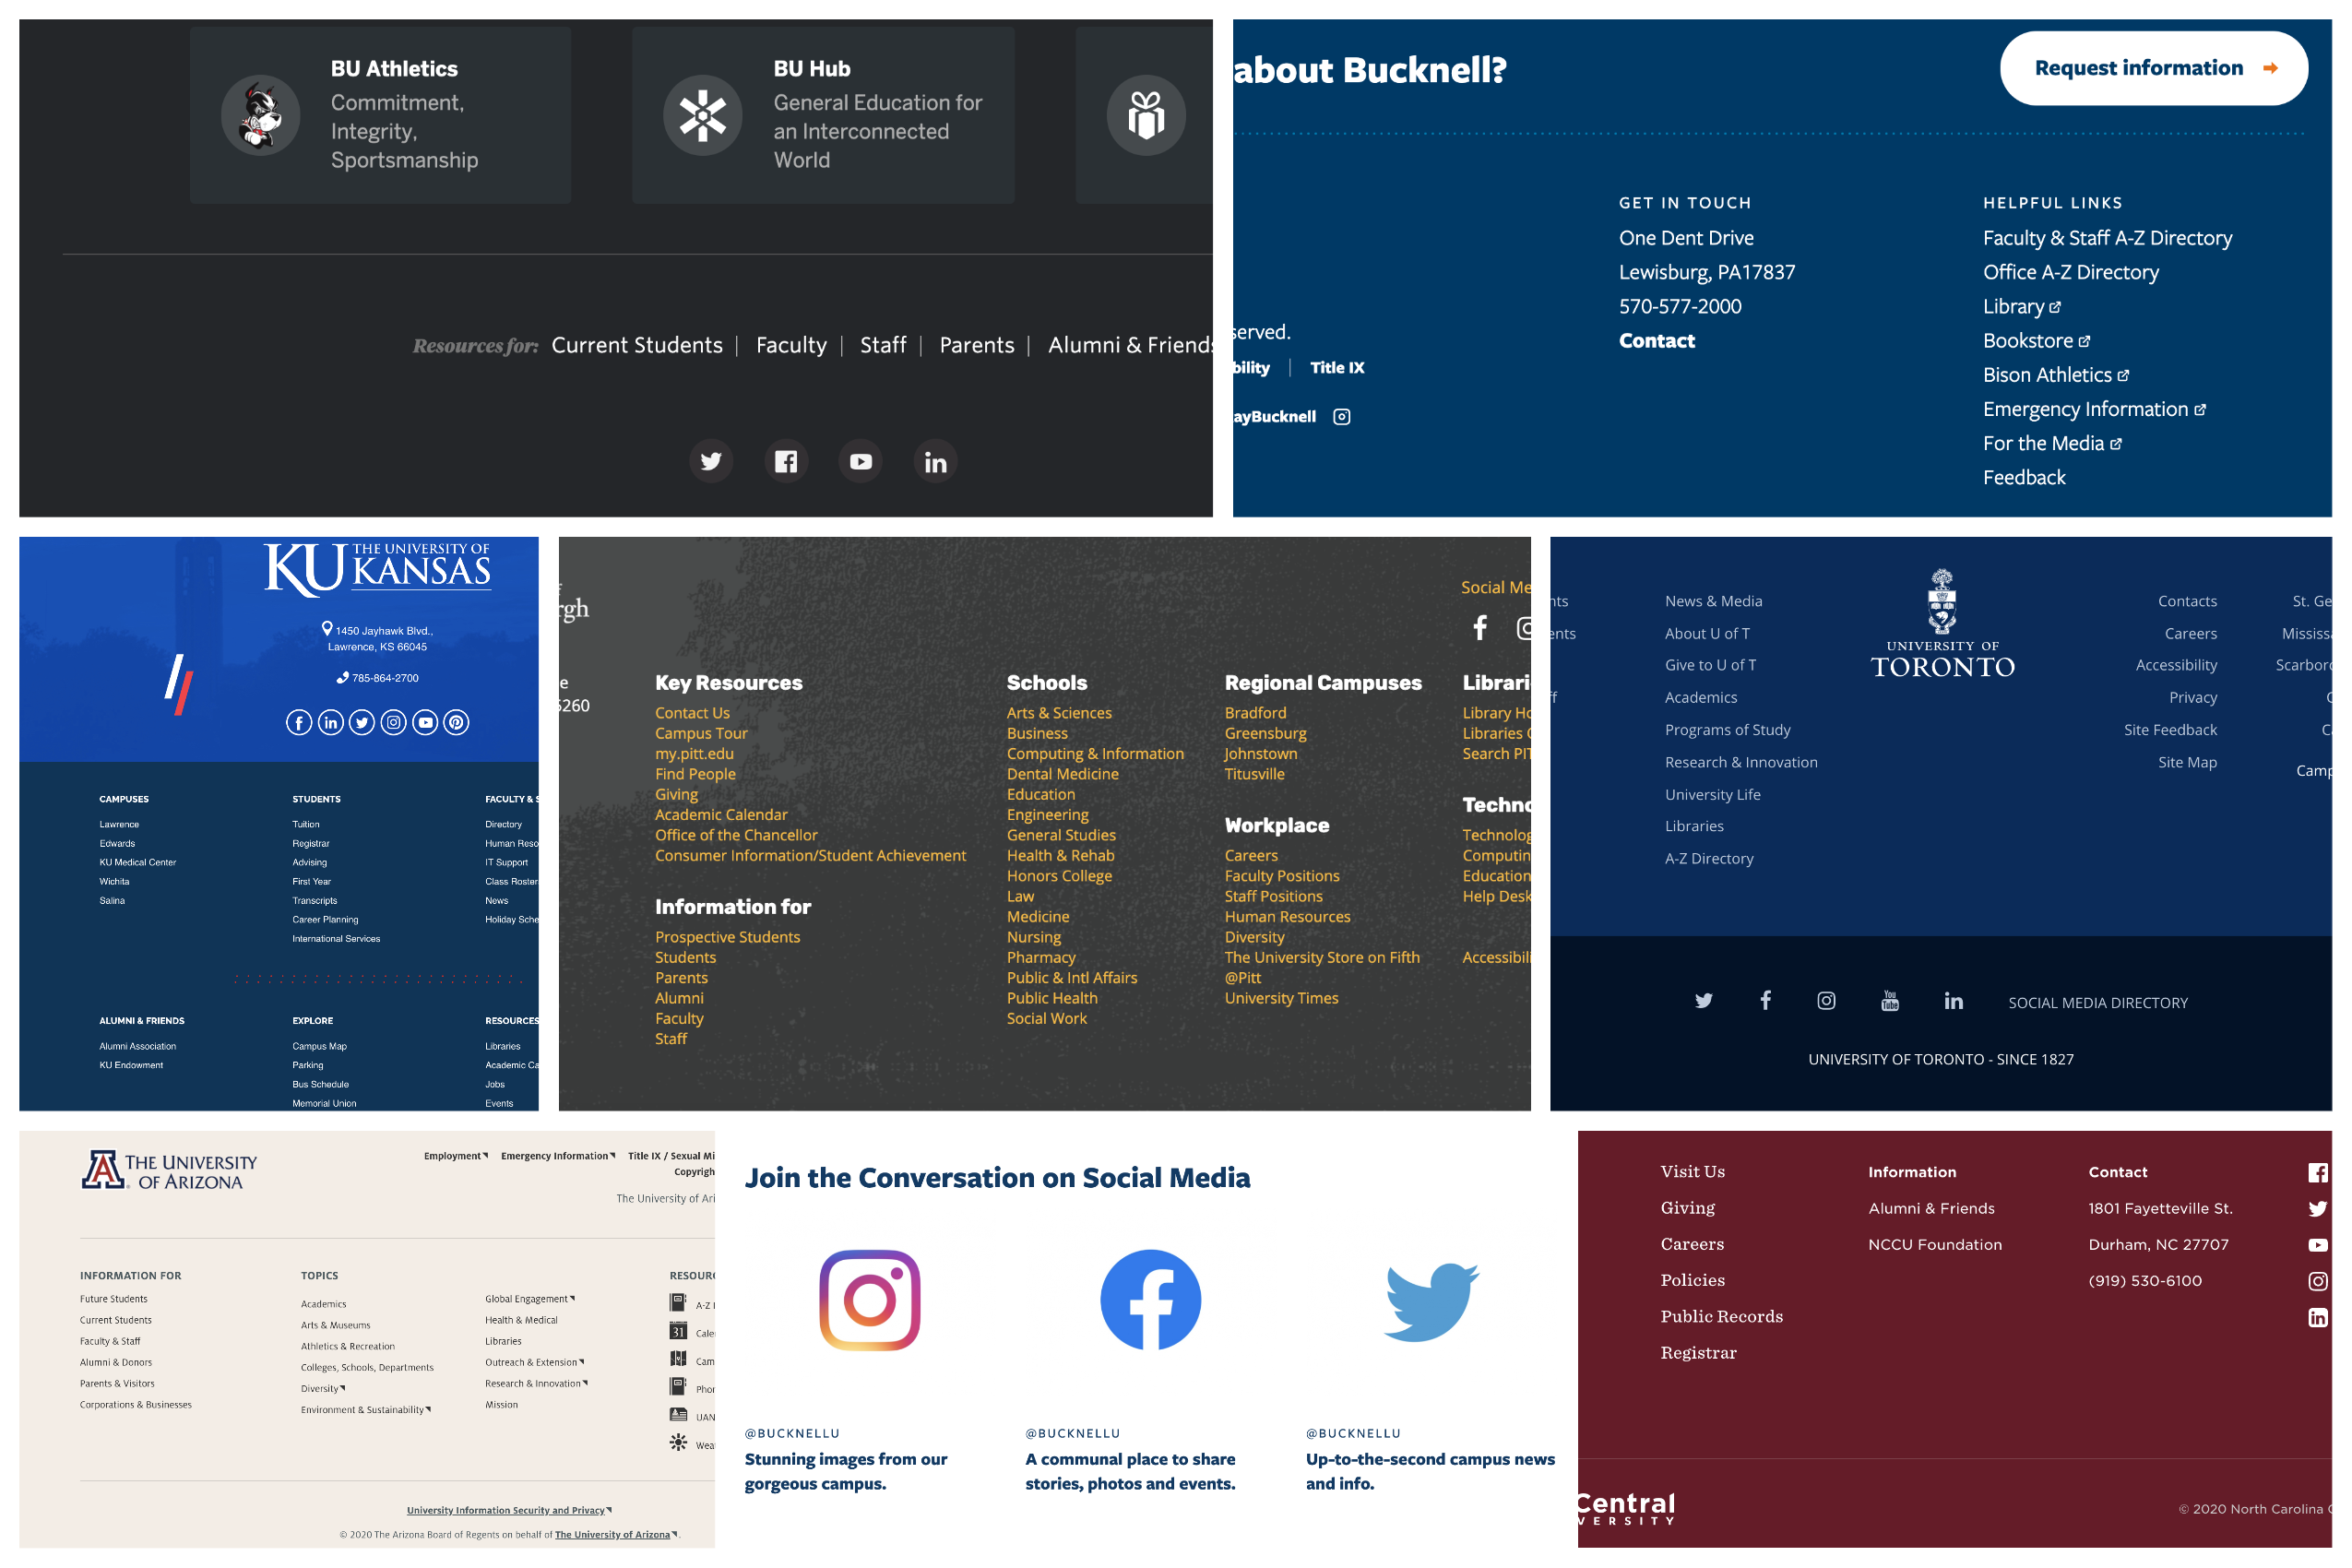 BU Athletics
Commitment,
Integrity,
Sportsmanship
BU Hub
General Education for
an Interconnected
World
Resources for: Current Students | Faculty | Staff | Parents | Alumni & Friends
about Bucknell?
Request information
served.
bility | Title IX
ayBucknell
GET IN TOUCH
One Dent Drive
Lewisburg, PA17837
570-577-2000
Contact
HELPFUL LINKS
Faculty & Staff A-Z Directory
Office A-Z Directory
Library
Bookstore
Bison Athletics
Emergency Information
For the Media
Feedback
KU THE UNIVERSITY OF
KANSAS
1450 Jayhawk Blvd.,
Lawrence, KS 66045
785-864-2700
CAMPUSES
Lawrence
Edwards
KU Medical Center
Wichita
Salina
STUDENTS
Tuition
Registrar
Advising
First Year
Transcripts
Career Planning
International Services
FACULTY & S
Directory
Human Reso
IT Support
Class Roster
News
Holiday Sche
ALUMNI & FRIENDS
Alumni Association
KU Endowment
EXPLORE
Campus Map
Parking
Bus Schedule
Memorial Union
RESOURCES
Libraries
Academic Ca
Jobs
Events
rgh
e
5260
Social Me
Key Resources
Contact Us
Campus Tour
my.pitt.edu
Find People
Giving
Academic Calendar
Office of the Chancellor
Consumer Information/Student Achievement
Information for
Prospective Students
Students
Parents
Alumni
Faculty
Staff
Schools
Arts & Sciences
Business
Computing & Information
Dental Medicine
Education
Engineering
General Studies
Health & Rehab
Honors College
Law
Medicine
Nursing
Pharmacy
Public & Intl Affairs
Public Health
Social Work
Regional Campuses
Bradford
Greensburg
Johnstown
Titusville
Workplace
Careers
Faculty Positions
Staff Positions
Human Resources
Diversity
The University Store on Fifth
@Pitt
University Times
Librari
Library Ho
Libraries
Search PIT
Techno
Technolog
Computin
Education
Help Desk
Accessibili
nts
ents
ff
News & Media
About U of T
Give to U of T
Academics
Programs of Study
Research & Innovation
University Life
Libraries
A-Z Directory
UNIVERSITY OF
TORONTO
Contacts
Careers
Accessibility
Privacy
Site Feedback
Site Map
St. Ge
Mississa
Scarboro
Camp
You
Tube
SOCIAL MEDIA DIRECTORY
UNIVERSITY OF TORONTO - SINCE 1827
A THE UNIVERSITY
OF ARIZONA
Employment Emergency Information Title IX / Sexual Mi
Copyrigh
The University of Ari
INFORMATION FOR
Future Students
Current Students
Faculty & Staff
Alumni & Donors
Parents & Visitors
Corporations & Businesses
TOPICS
Academics
Arts & Museums
Athletics & Recreation
Colleges, Schools, Departments
Diversity
Environment & Sustainability
Global Engagement
Health & Medical
Libraries
Outreach & Extension
Research & Innovation
Mission
RESOURC
A-Z
31
Cale
Cam
Phon
UAN
Wea
University Information Security and Privacy
© 2020 The Arizona Board of Regents on behalf of The University of Arizona.
Join the Conversation on Social Media
@BUCKNELLU
Stunning images from our
gorgeous campus.
@BUCKNELLU
A communal place to share
stories, photos and events.
@BUCKNELLU
Up-to-the-second campus news
and info.
Visit Us
Giving
Careers
Policies
Public Records
Registrar
Information
Alumni & Friends
NCCU Foundation
Contact
1801 Fayetteville St.
Durham, NC 27707
(919) 530-6100
Central
VERSITY
© 2020 North Carolina